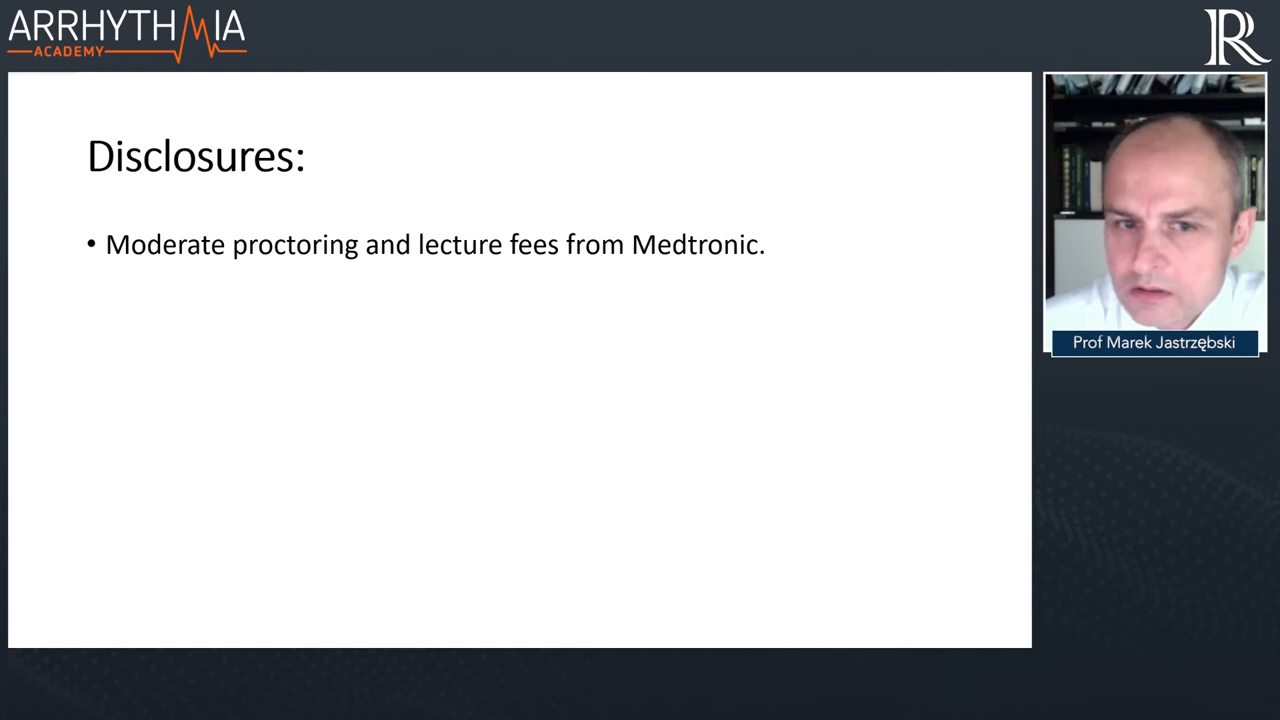 ARRHYTHMIA
ACADEMY
R
Disclosures:
• Moderate proctoring and lecture fees from Medtronic.
Prof Marek Jastrzębski